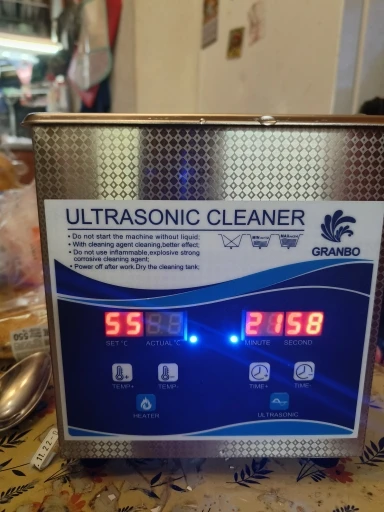 ULTRASONIC CLEANER
• Do not start the machine without liquid;
• With cleaning agent cleaning,better effect;
• Do not use inflammable,explosive strong
corrosive cleaning agent;
• Power off after work.Dry the cleaning tank;
GRANBO
55
2158
SET°C
ACTUAL°C
MINUTE
SECOND
TEMP+
TEMP-
TIME+
TIME-
HEATER
ULTRASONIC